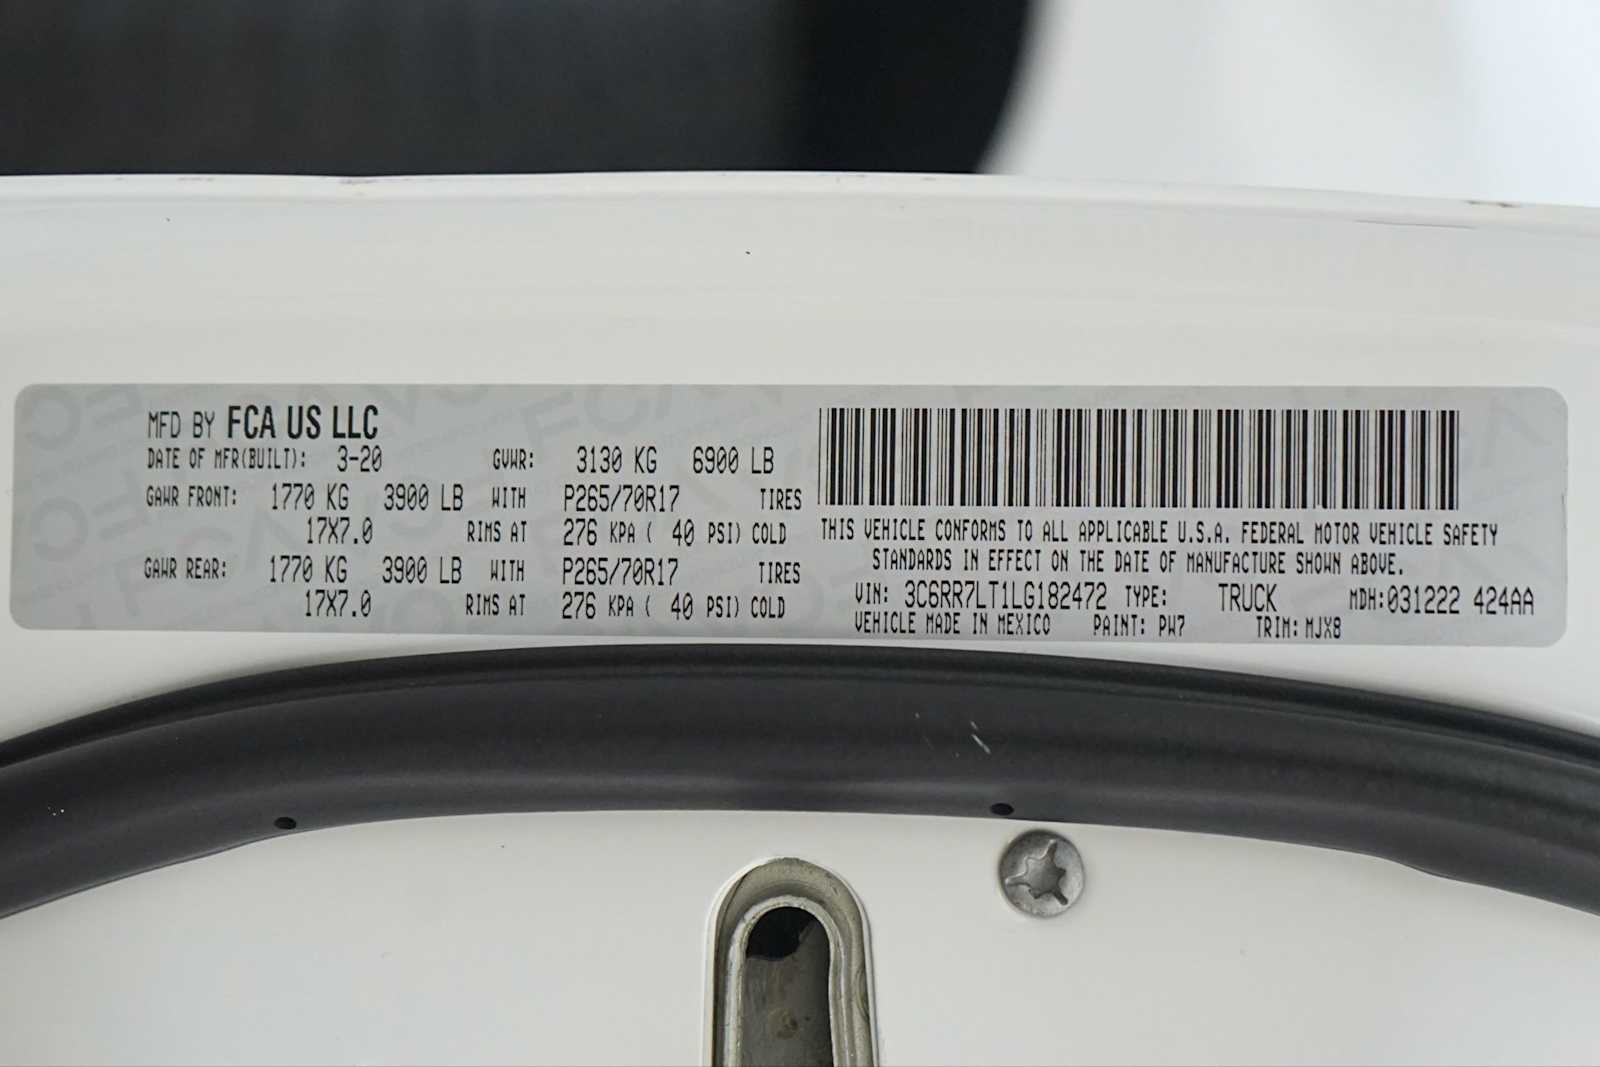 MFD BY FCA US LLC
DATE OF MFR(BUILT): 3-20 GVWR: 3130 KG 6900 LB
GAWR FRONT: 1770 KG 3900 LB WITH P265/70R17 TIRES
17X7.0 RIMS AT 276 KPA ( 40 PSI) COLD
GAWR REAR: 1770 KG 3900 LB WITH P265/70R17 TIRES
17X7.0 RIMS AT 276 KPA ( 40 PSI) COLD
THIS VEHICLE CONFORMS TO ALL APPLICABLE U.S.A. FEDERAL MOTOR VEHICLE SAFETY
STANDARDS IN EFFECT ON THE DATE OF MANUFACTURE SHOWN ABOVE.
VIN: 3C6RR7LT1LG182472 TYPE: TRUCK MDH:031222 424AA
VEHICLE MADE IN MEXICO PAINT: PW7 TRIM: MJX8